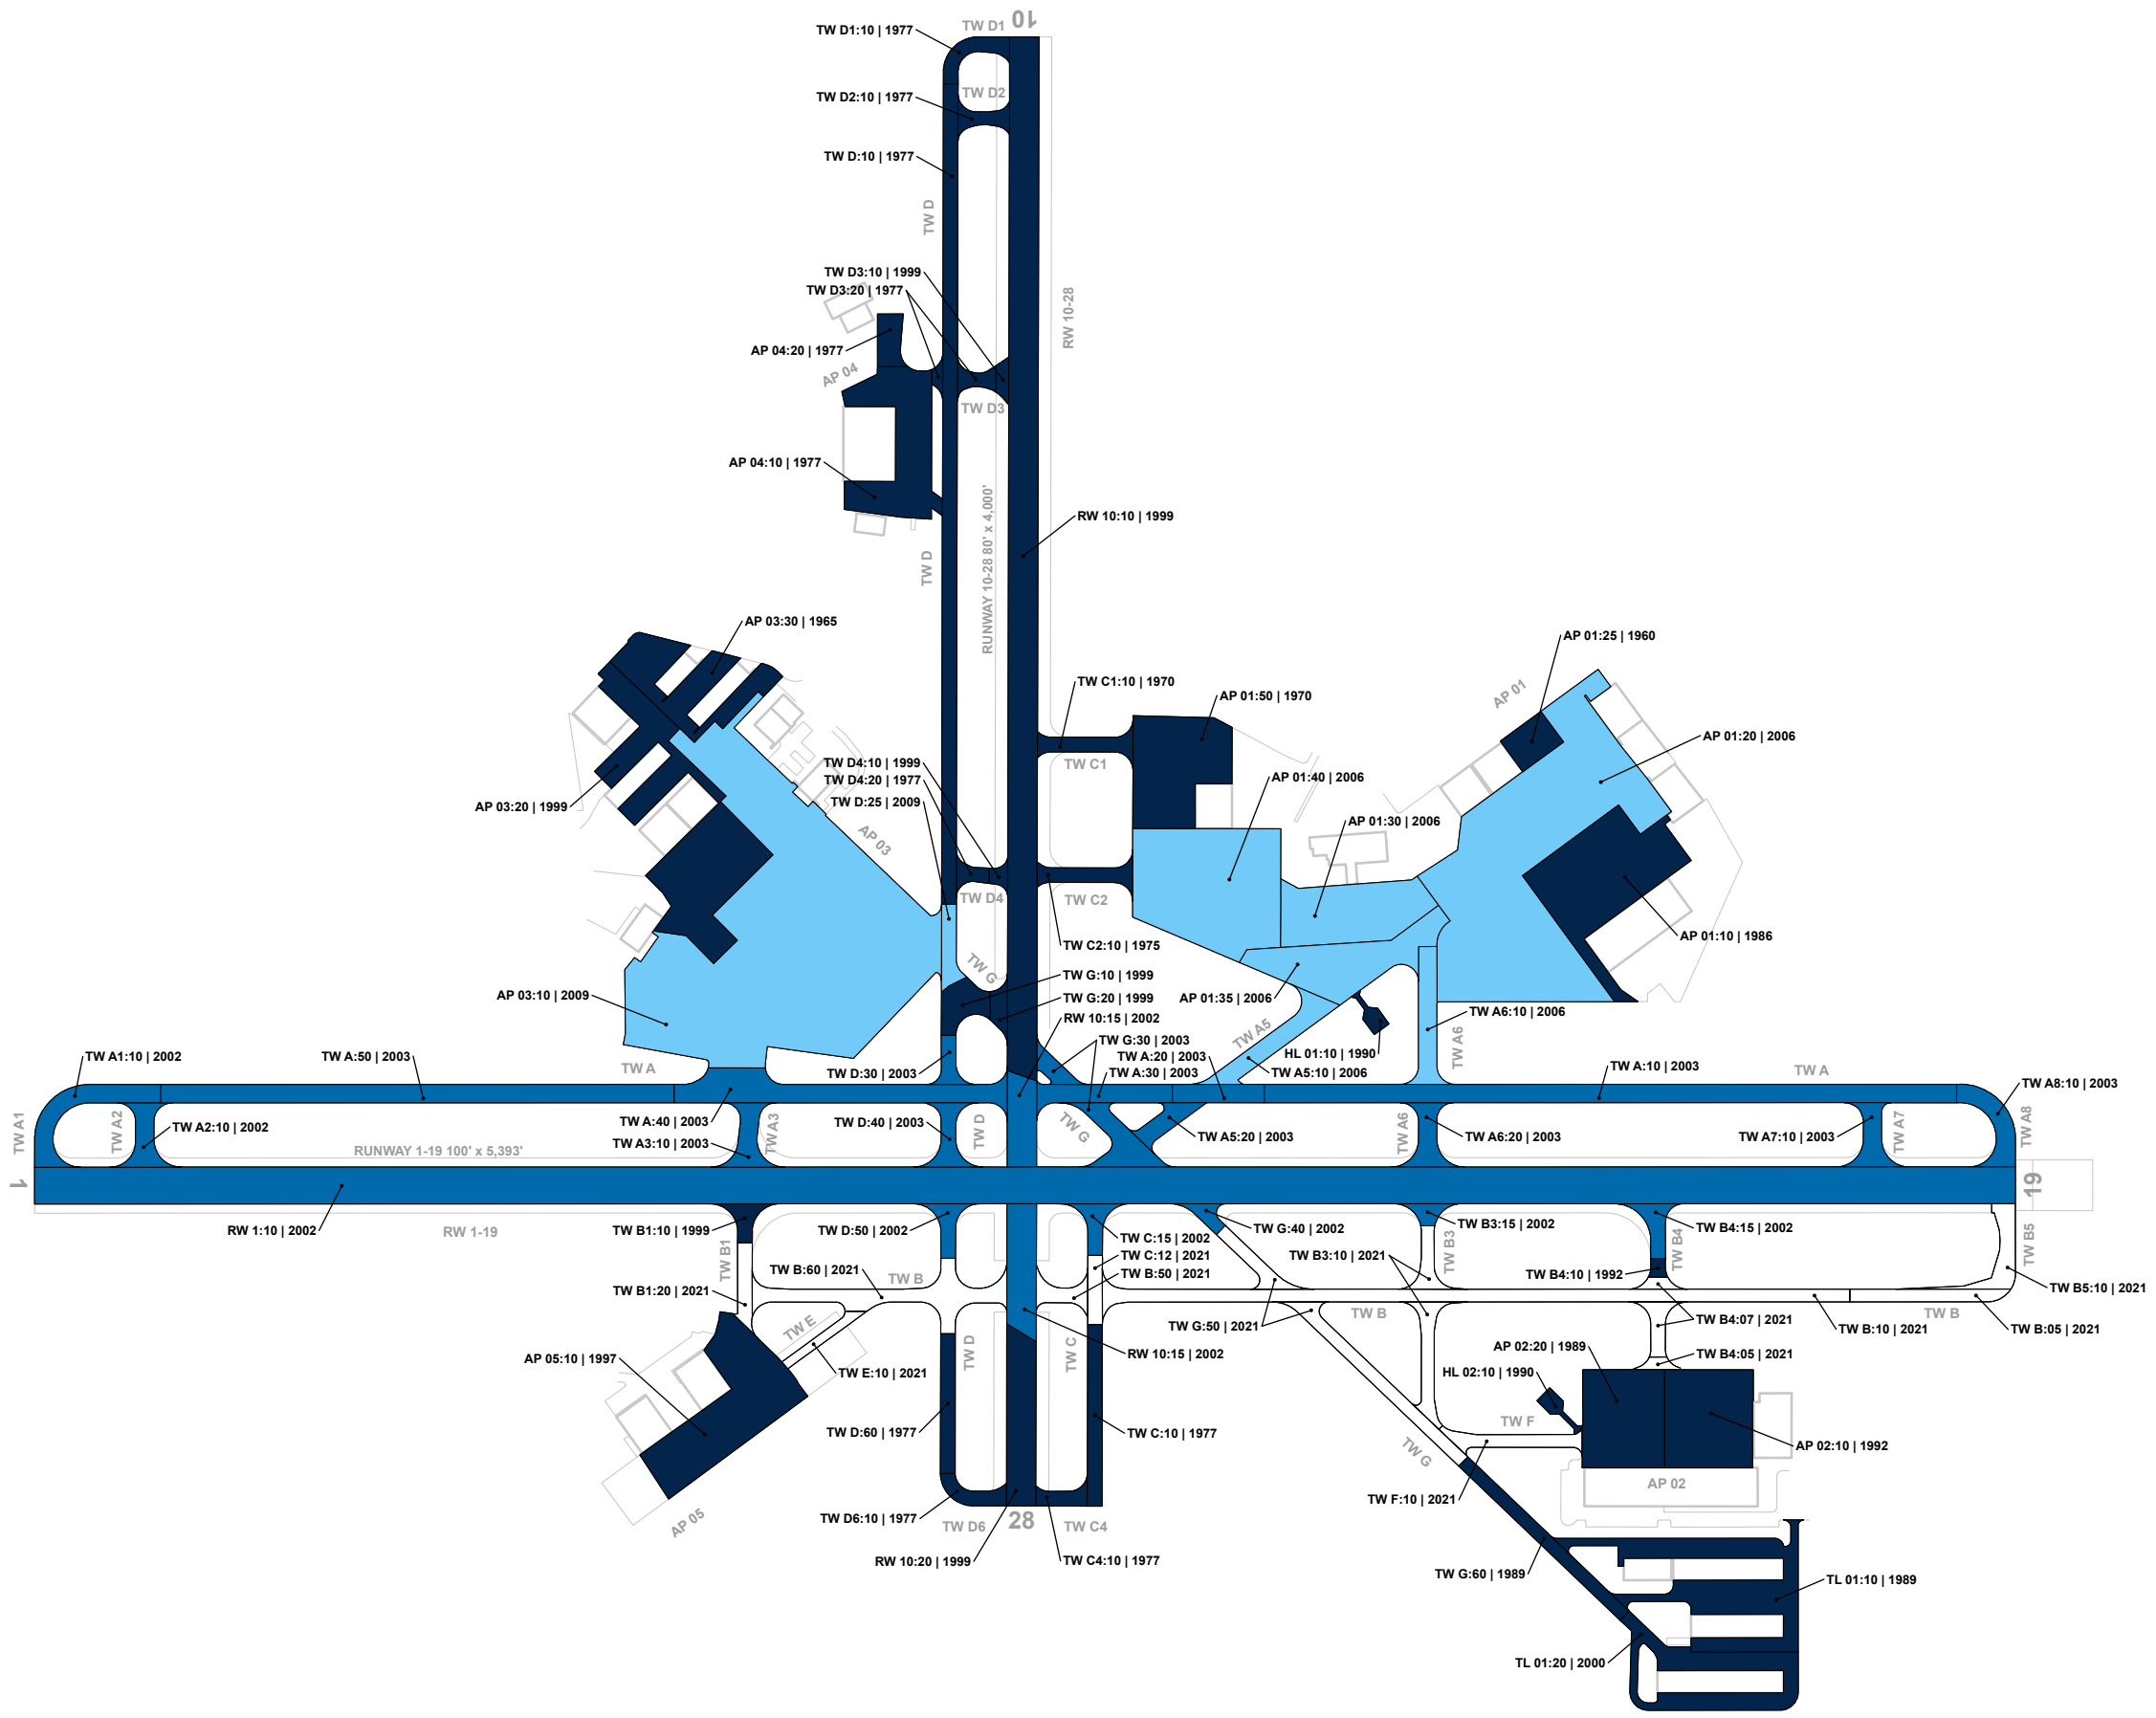 TW D1
10
TW D1:10 | 1977
TW D2
TW D2:10 | 1977
TW D:10 | 1977
TW D
TW D3:10 | 1999
TW D3:20 | 1977
RW 10-28
AP 04:20 | 1977
AP 04
TW D3
AP 04:10 | 1977
RUNWAY 10-28 80' x 4,000'
RW 10:10 | 1999
TW D
AP 03:30 | 1965
AP 01:25 | 1960
TW C1:10 | 1970
AP 01:50 | 1970
AP 01
AP 01:20 | 2006
TW C1
TW D4:10 | 1999
TW D4:20 | 1977
TW D:25 | 2009
AP 01:40 | 2006
AP 03:20 | 1999
AP 01:30 | 2006
AP 03
TW D4
TW C2
AP 01:10 | 1986
TW C2:10 | 1975
TW G
TW G:10 | 1999
AP 03:10 | 2009
TW G:20 | 1999
AP 01:35 | 2006
TW A6:10 | 2006
RW 10:15 | 2002
TW A5
TW A6
TW G:30 | 2003
TW A1:10 | 2002
TW A:50 | 2003
TW A
TW D:30 | 2003
TW A:20 | 2003
HL 01:10 | 1990
TW A:30 | 2003
TW A5:10 | 2006
TW A:10 | 2003
TW A
TW A8:10 | 2003
TW A1
TW A2
TW A2:10 | 2002
TW A:40 | 2003
TW A3
TW D:40 | 2003
TW D
TW G
TW A5:20 | 2003
TW A6
TW A6:20 | 2003
TW A7:10 | 2003
TW A7
TW A8
RUNWAY 1-19 100' x 5,393'
TW A3:10 | 2003
1
19
RW 1:10 | 2002
RW 1-19
TW B1:10 | 1999
TW D:50 | 2002
TW C:15 | 2002
TW G:40 | 2002
TW B3:15 | 2002
TW B4:15 | 2002
TW B1
TW B3
TW B4
TW B5
TW C:12 | 2021
TW B3:10 | 2021
TW B:60 | 2021
TW B
TW B:50 | 2021
TW B4:10 | 1992
TW B5:10 | 2021
TW B1:20 | 2021
TW B
TW B
TW E
TW G:50 | 2021
TW B4:07 | 2021
TW B:10 | 2021
TW B:05 | 2021
AP 05:10 | 1997
TW D
TW C
RW 10:15 | 2002
AP 02:20 | 1989
TW B4:05 | 2021
TW E:10 | 2021
HL 02:10 | 1990
TW D:60 | 1977
TW C:10 | 1977
TW F
TW G
AP 02:10 | 1992
AP 02
TW F:10 | 2021
AP 05
TW D6:10 | 1977
TW D6
28
TW C4
RW 10:20 | 1999
TW C4:10 | 1977
TW G:60 | 1989
TL 01:10 | 1989
TL 01:20 | 2000